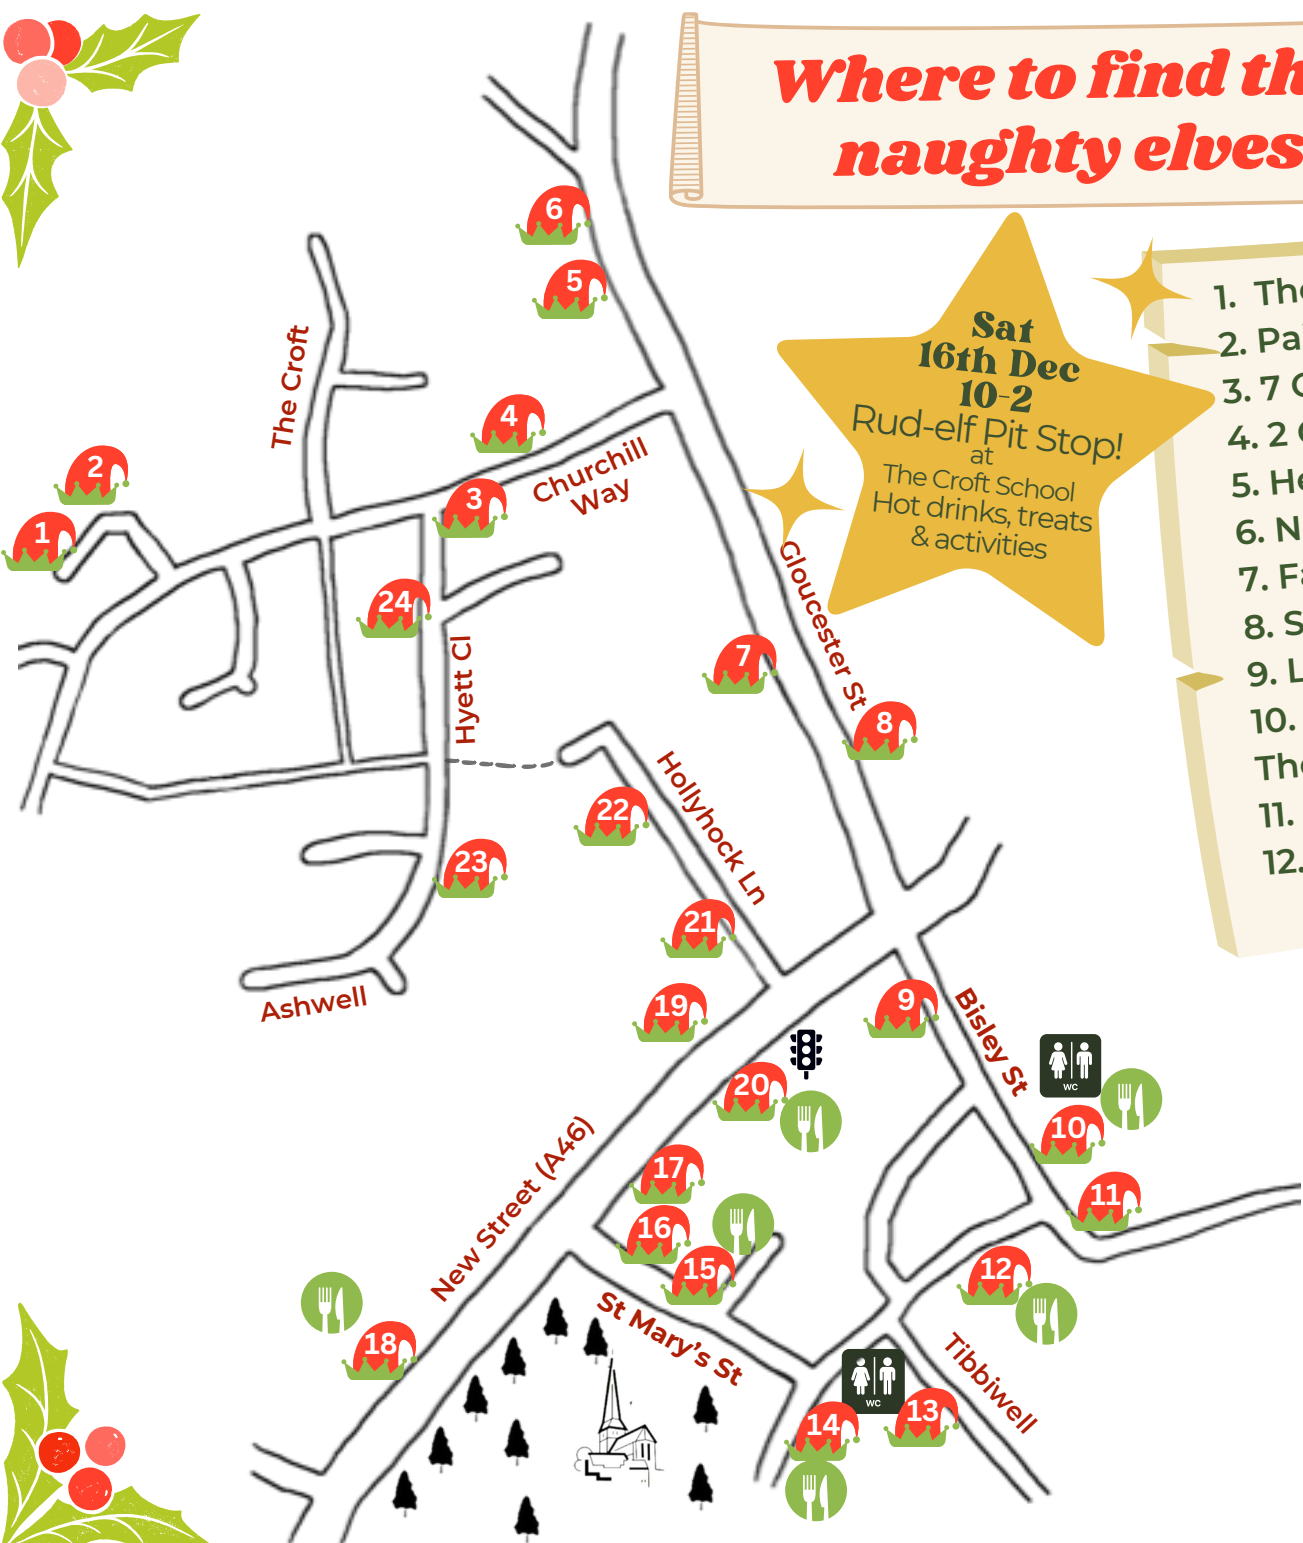 Where to find
naughty elves
Sat
16th Dec
10-2
Rud-elf Pit Stop!
at
The Croft School
Hot drinks, treats
& activities
1.
2.
3. 7
4. 2
5.
6.
7.
8.
9.
10.
11.
12.
6
5
The Croft
4
2
Churchill
Way
3
1
24
Gloucester St
Hyett Cl
7
8
Hollyhock Ln
22
23
21
Ashwell
19
9
Bisley St
20
WC
10
New Street (A46)
17
11
16
15
12
St Mary's St
18
Tibbiwell
WC
14
13